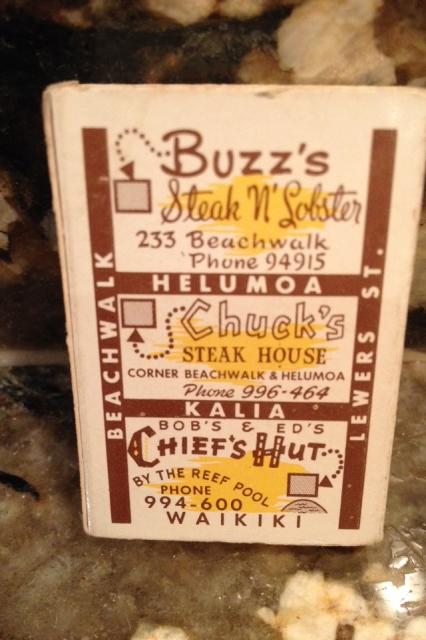 BUZZ'S
Steak N' Lobster
233 Beachwalk
Phone 94915
HELUMOA
Chuck's
STEAK HOUSE
CORNER BEACHWALK & HELUMOA
Phone 996-464
KALIA
BOB'S & ED'S
CHIEF'S HUT
BY THE REEF POOL
PHONE
994-600
WAIKIKI
BEACHWALK
LEWERS ST.